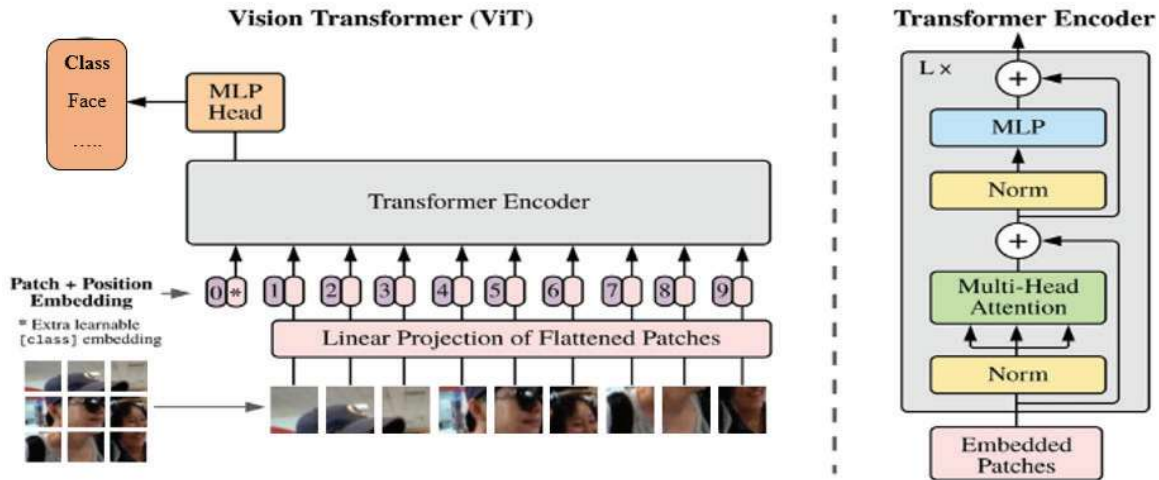 Vision Transformer (ViT)
Class
Face
.....
MLP
Head
Transformer Encoder
Patch + Position
Embedding
0 * 1 2 3 4 5 6 7 8 9
* Extra learnable
[class] embedding
Linear Projection of Flattened Patches
Transformer Encoder
L ×
+
MLP
Norm
+
Multi-Head
Attention
Norm
Embedded
Patches